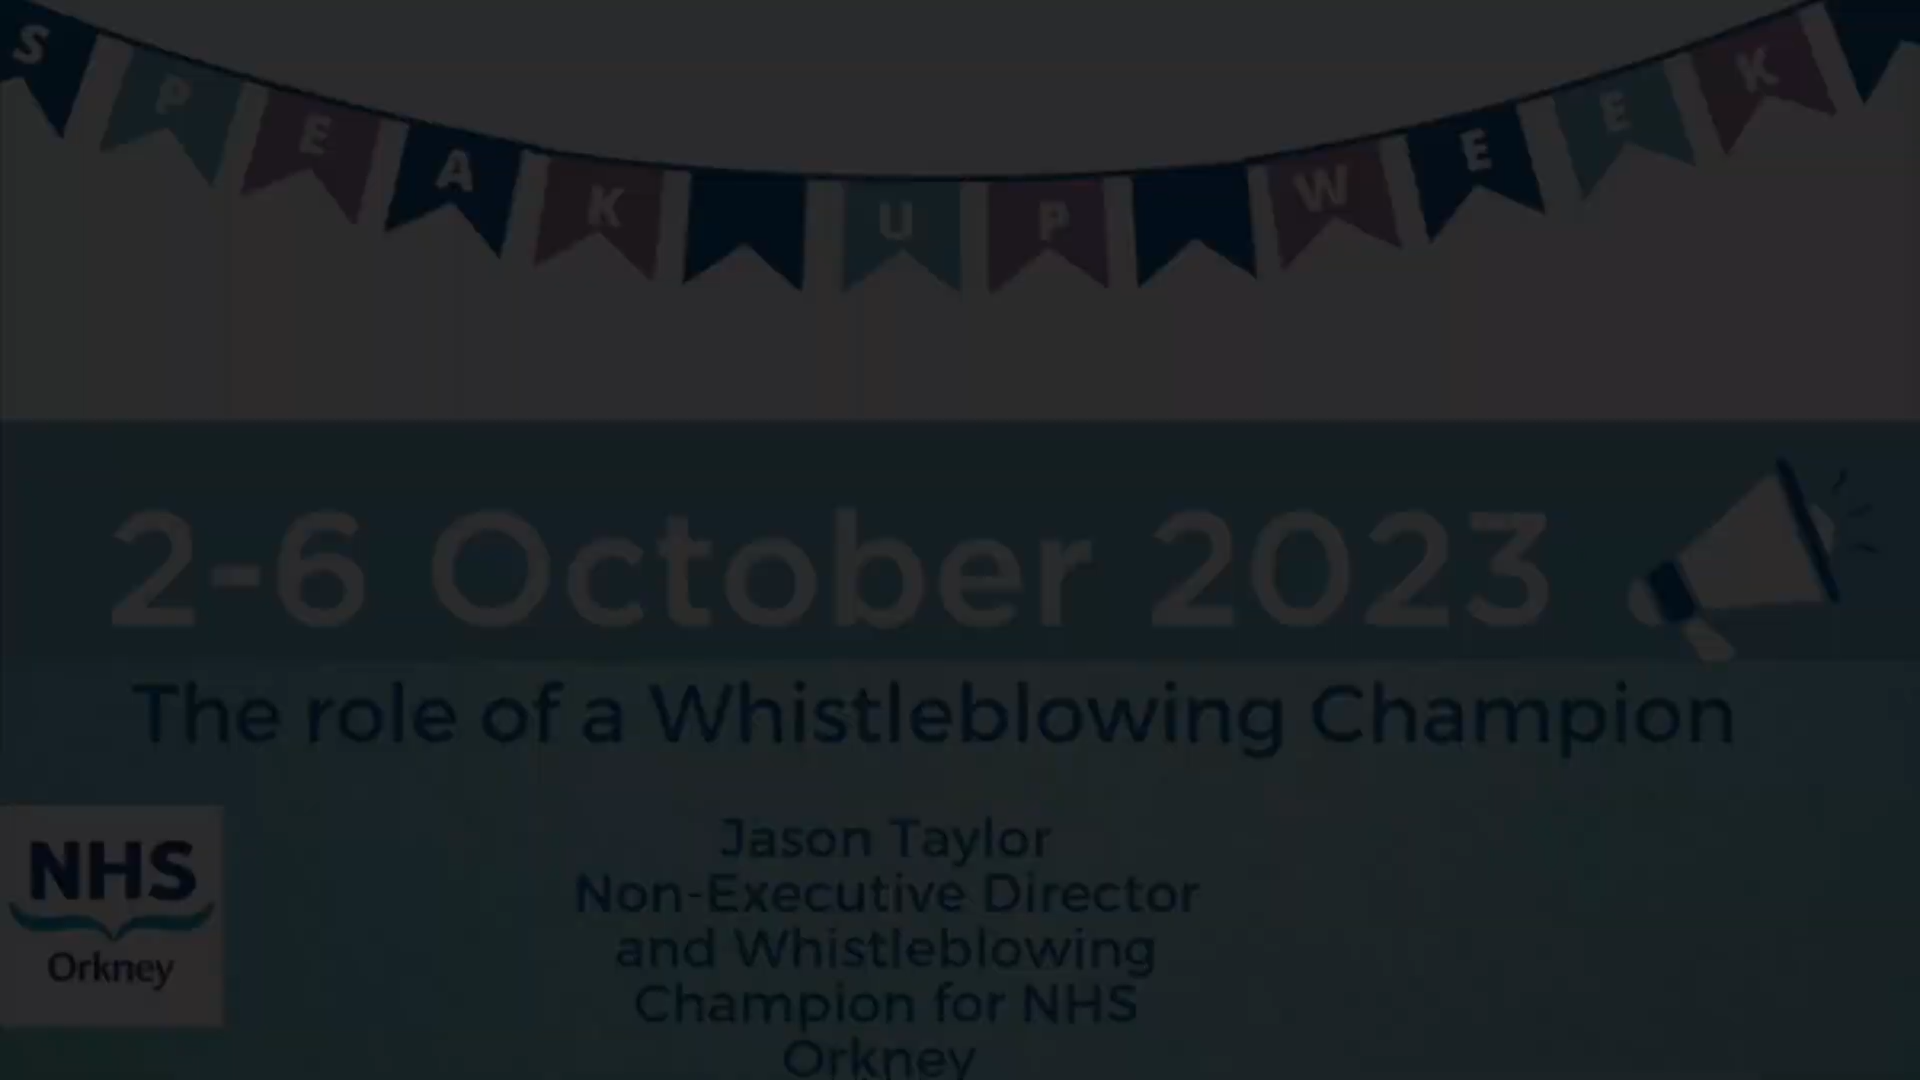 SPEAK UP WEEK
2-6 October 2023
The role of a Whistleblowing Champion
NHS
Orkney
Jason Taylor
Non-Executive Director
and Whistleblowing
Champion for NHS
Orkney